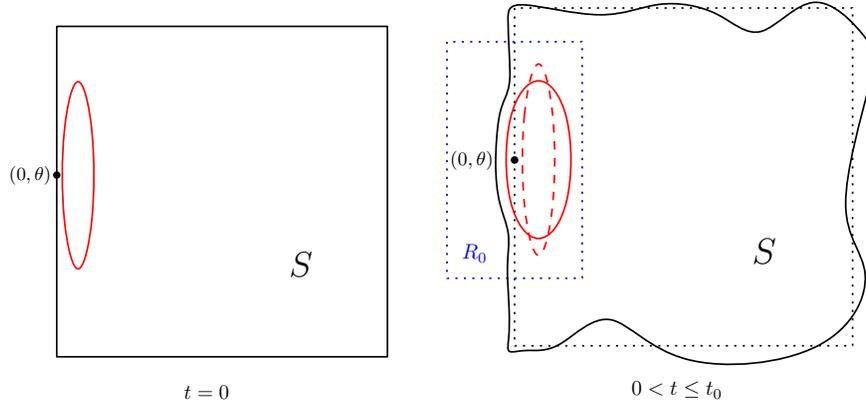 (0, θ)
S
t = 0
(0, θ)
R₀
S
0 < t ≤ t₀